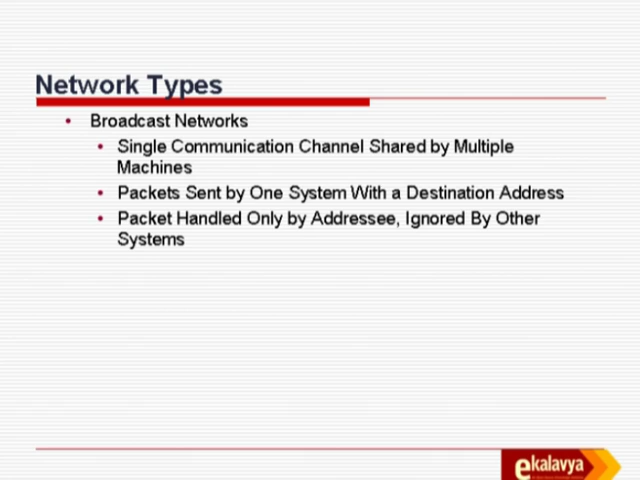 Network Types
• Broadcast Networks
• Single Communication Channel Shared by Multiple
Machines
• Packets Sent by One System With a Destination Address
• Packet Handled Only by Addressee, Ignored By Other
Systems
ekalavya